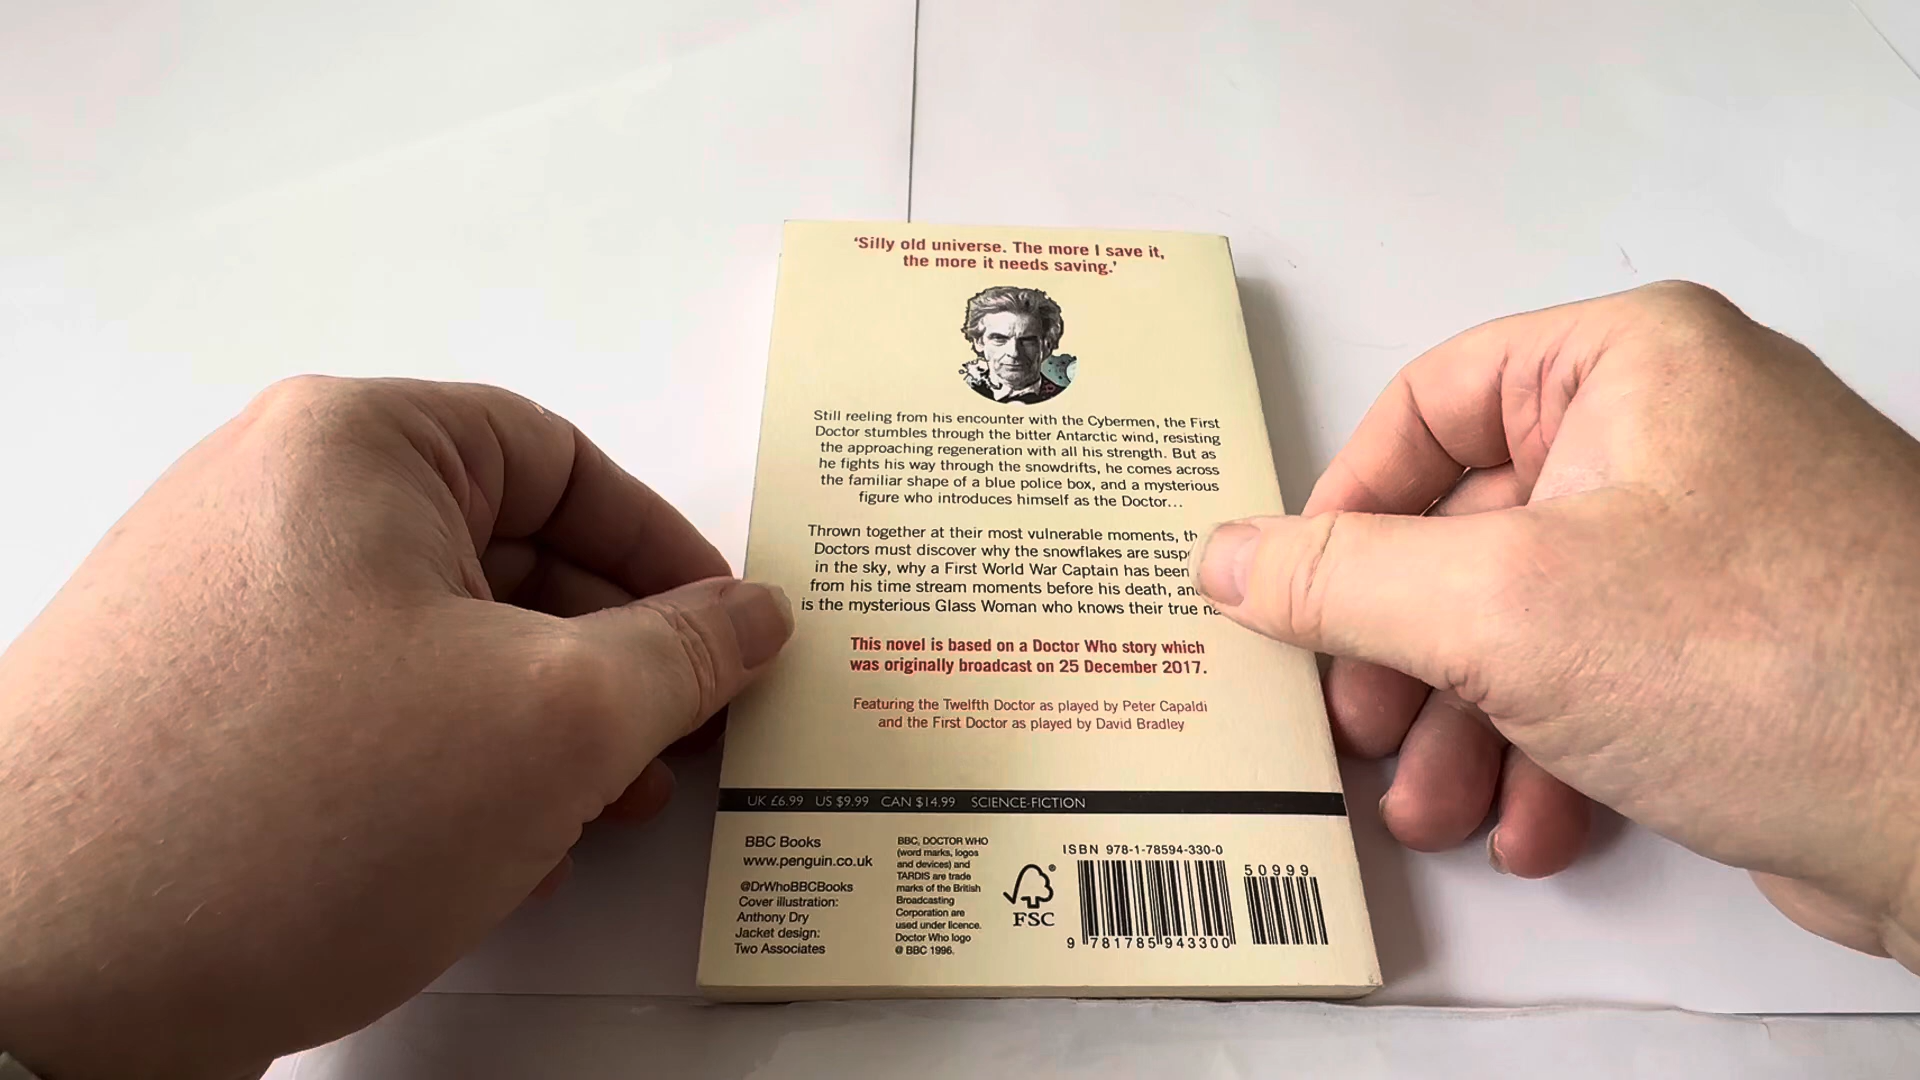 ‘Silly old universe. The more I save it,
the more it needs saving.’
Still reeling from his encounter with the Cybermen, the First
Doctor stumbles through the bitter Antarctic wind, resisting
the approaching regeneration with all his strength. But as
he fights his way through the snowdrifts, he comes across
the familiar shape of a blue police box, and a mysterious
figure who introduces himself as the Doctor...
Thrown together at their most vulnerable moments, th
Doctors must discover why the snowflakes are susp
in the sky, why a First World War Captain has been
from his time stream moments before his death, an
is the mysterious Glass Woman who knows their true na
This novel is based on a Doctor Who story which
was originally broadcast on 25 December 2017.
Featuring the Twelfth Doctor as played by Peter Capaldi
and the First Doctor as played by David Bradley
UK £6.99 US $9.99 CAN $14.99 SCIENCE-FICTION
BBC Books
www.penguin.co.uk
@DrWhoBBCBooks
Cover illustration:
Anthony Dry
Jacket design:
Two Associates
BBC, DOCTOR WHO
(word marks, logos
and devices) and
TARDIS are trade
marks of the British
Broadcasting
Corporation are
used under licence.
Doctor Who logo
@ BBC 1996.
FSC
ISBN 978-1-78594-330-0
50999
9 781785 943300